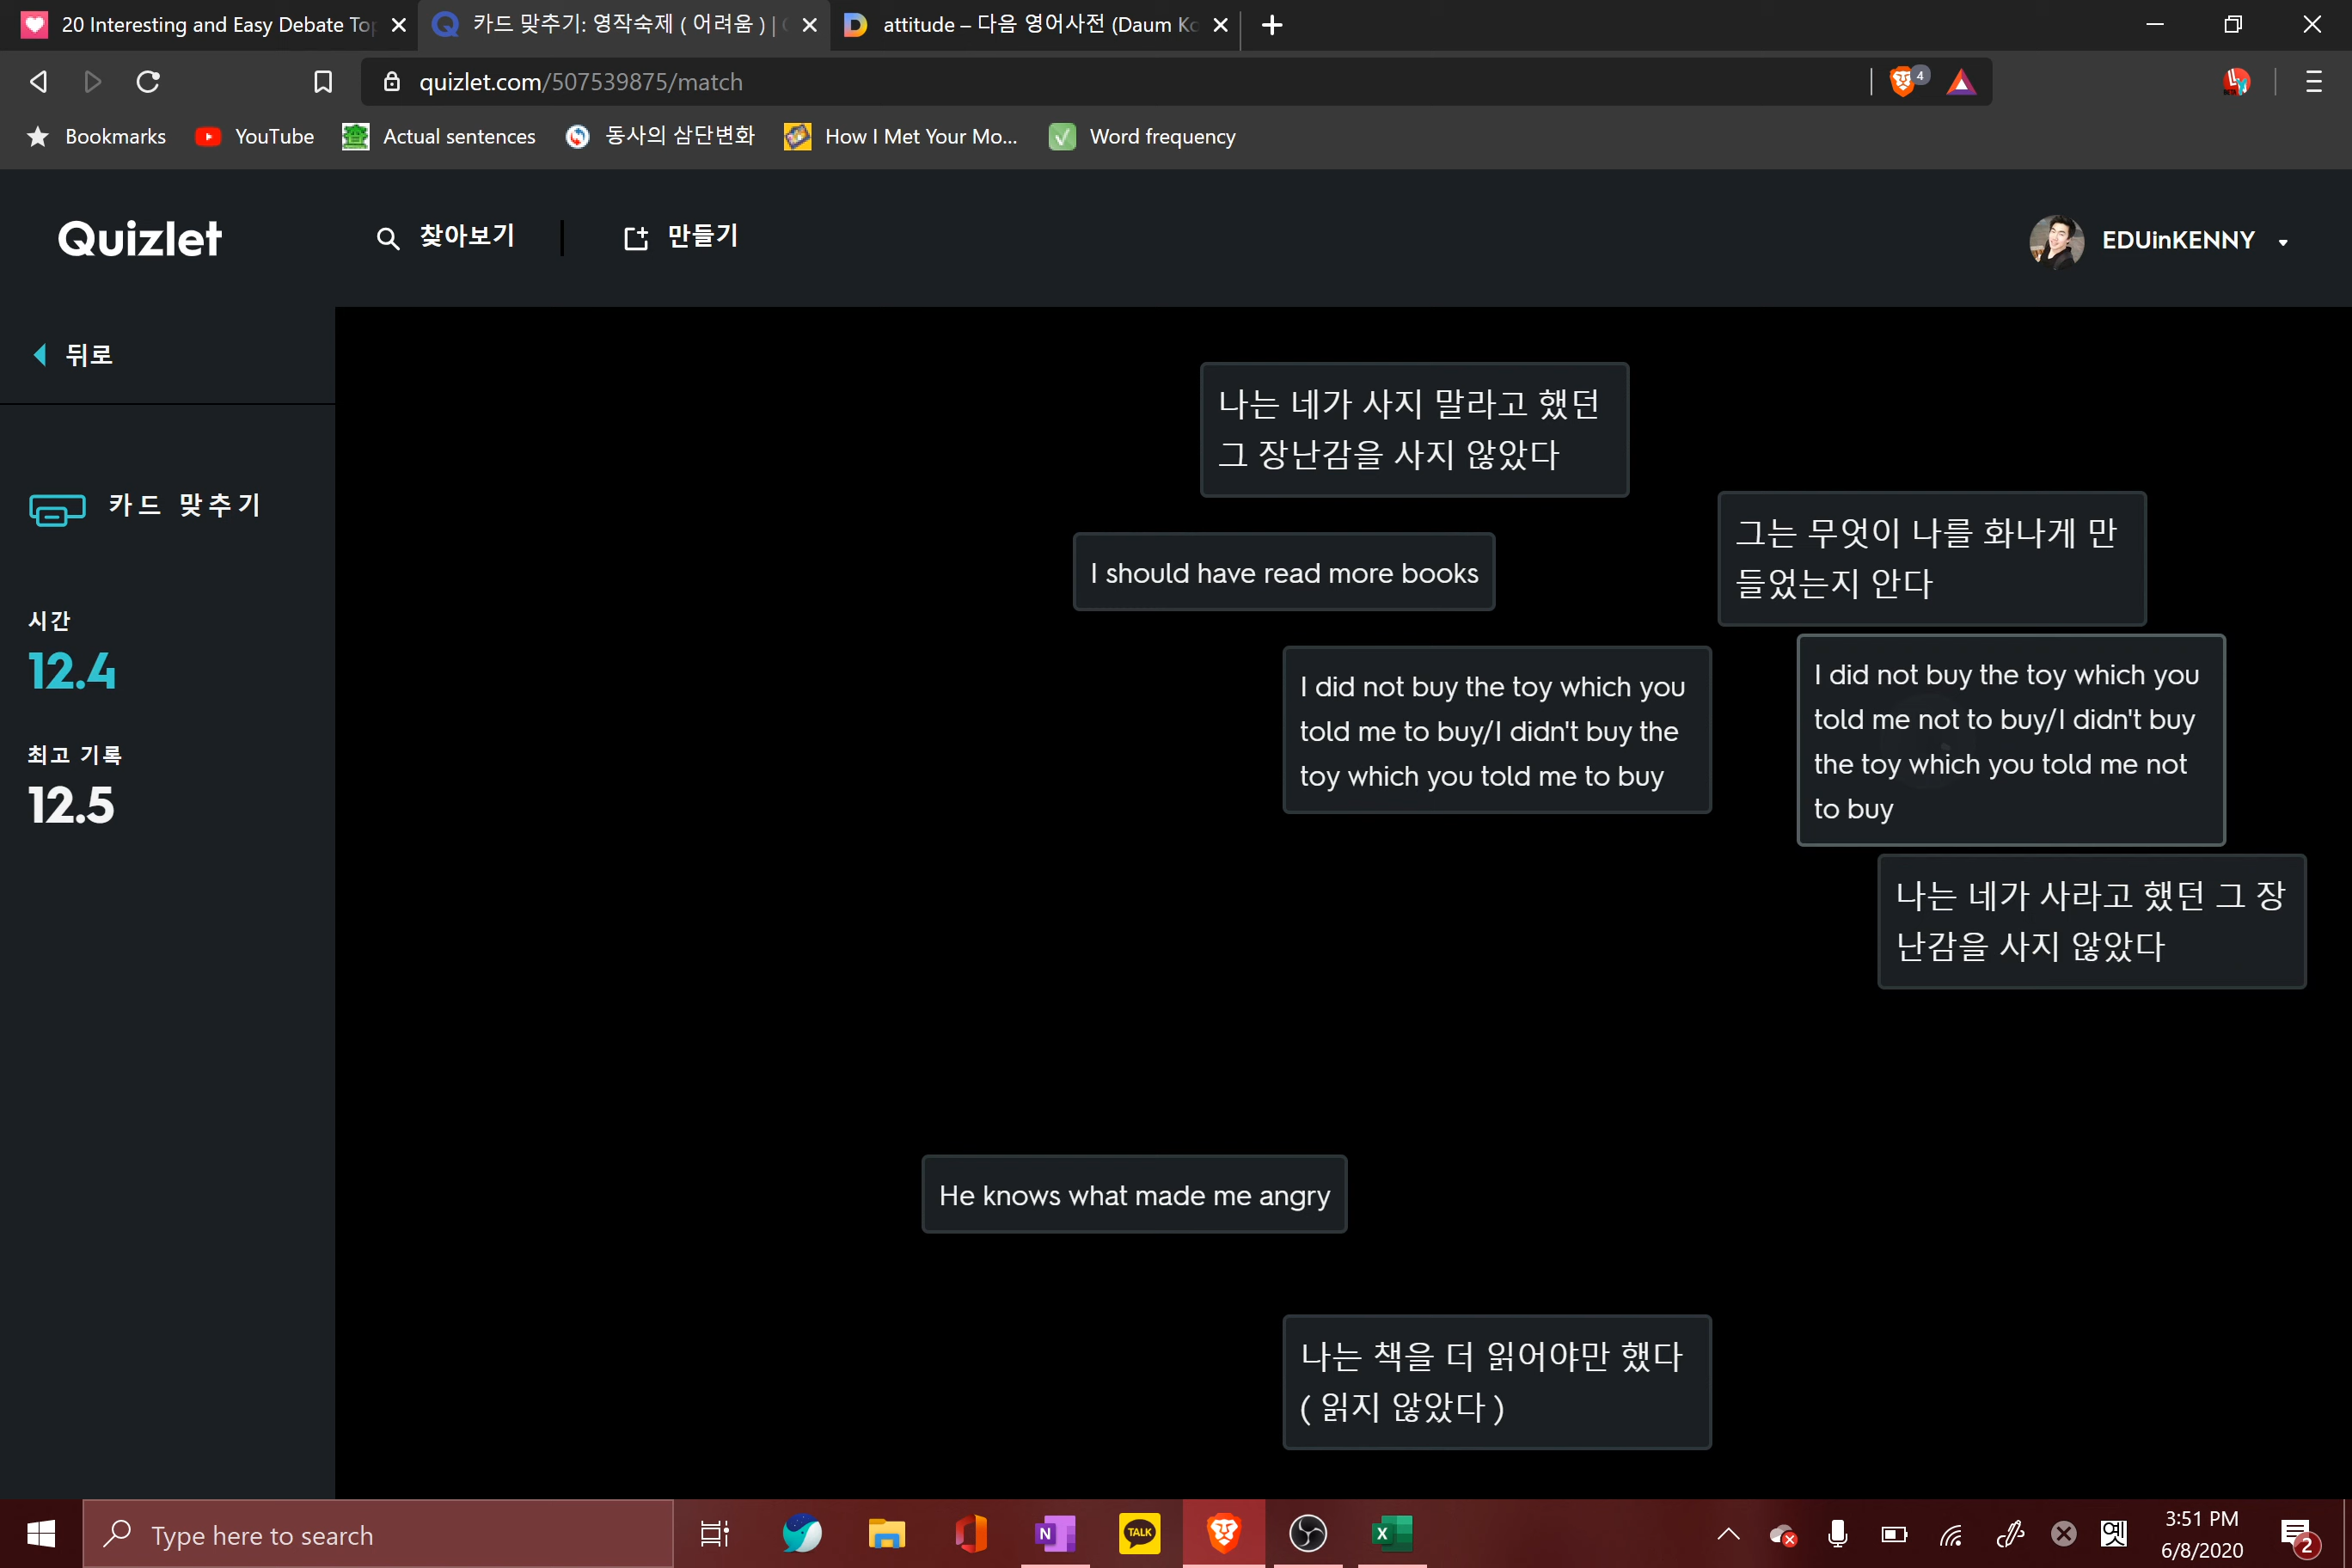 20 Interesting and Easy Debate To
카드 맞추기: 영작숙제 ( 어려움 ) |
attitude – 다음 영어사전 (Daum Ko
quizlet.com/507539875/match
4
Bookmarks
YouTube
Actual sentences
동사의 삼단변화
How I Met Your Mo...
Word frequency
Quizlet
찾아보기
만들기
EDUinKENNY
뒤로
카드 맞추기
시간
12.4
최고 기록
12.5
나는 네가 사지 말라고 했던
그 장난감을 사지 않았다
그는 무엇이 나를 화나게 만
들었는지 안다
I should have read more books
I did not buy the toy which you
told me to buy/I didn't buy the
toy which you told me to buy
I did not buy the toy which you
told me not to buy/I didn't buy
the toy which you told me not
to buy
나는 네가 사라고 했던 그 장
난감을 사지 않았다
He knows what made me angry
나는 책을 더 읽어야만 했다
( 읽지 않았다 )
Type here to search
N
TALK
X
3:51 PM
6/8/2020
2